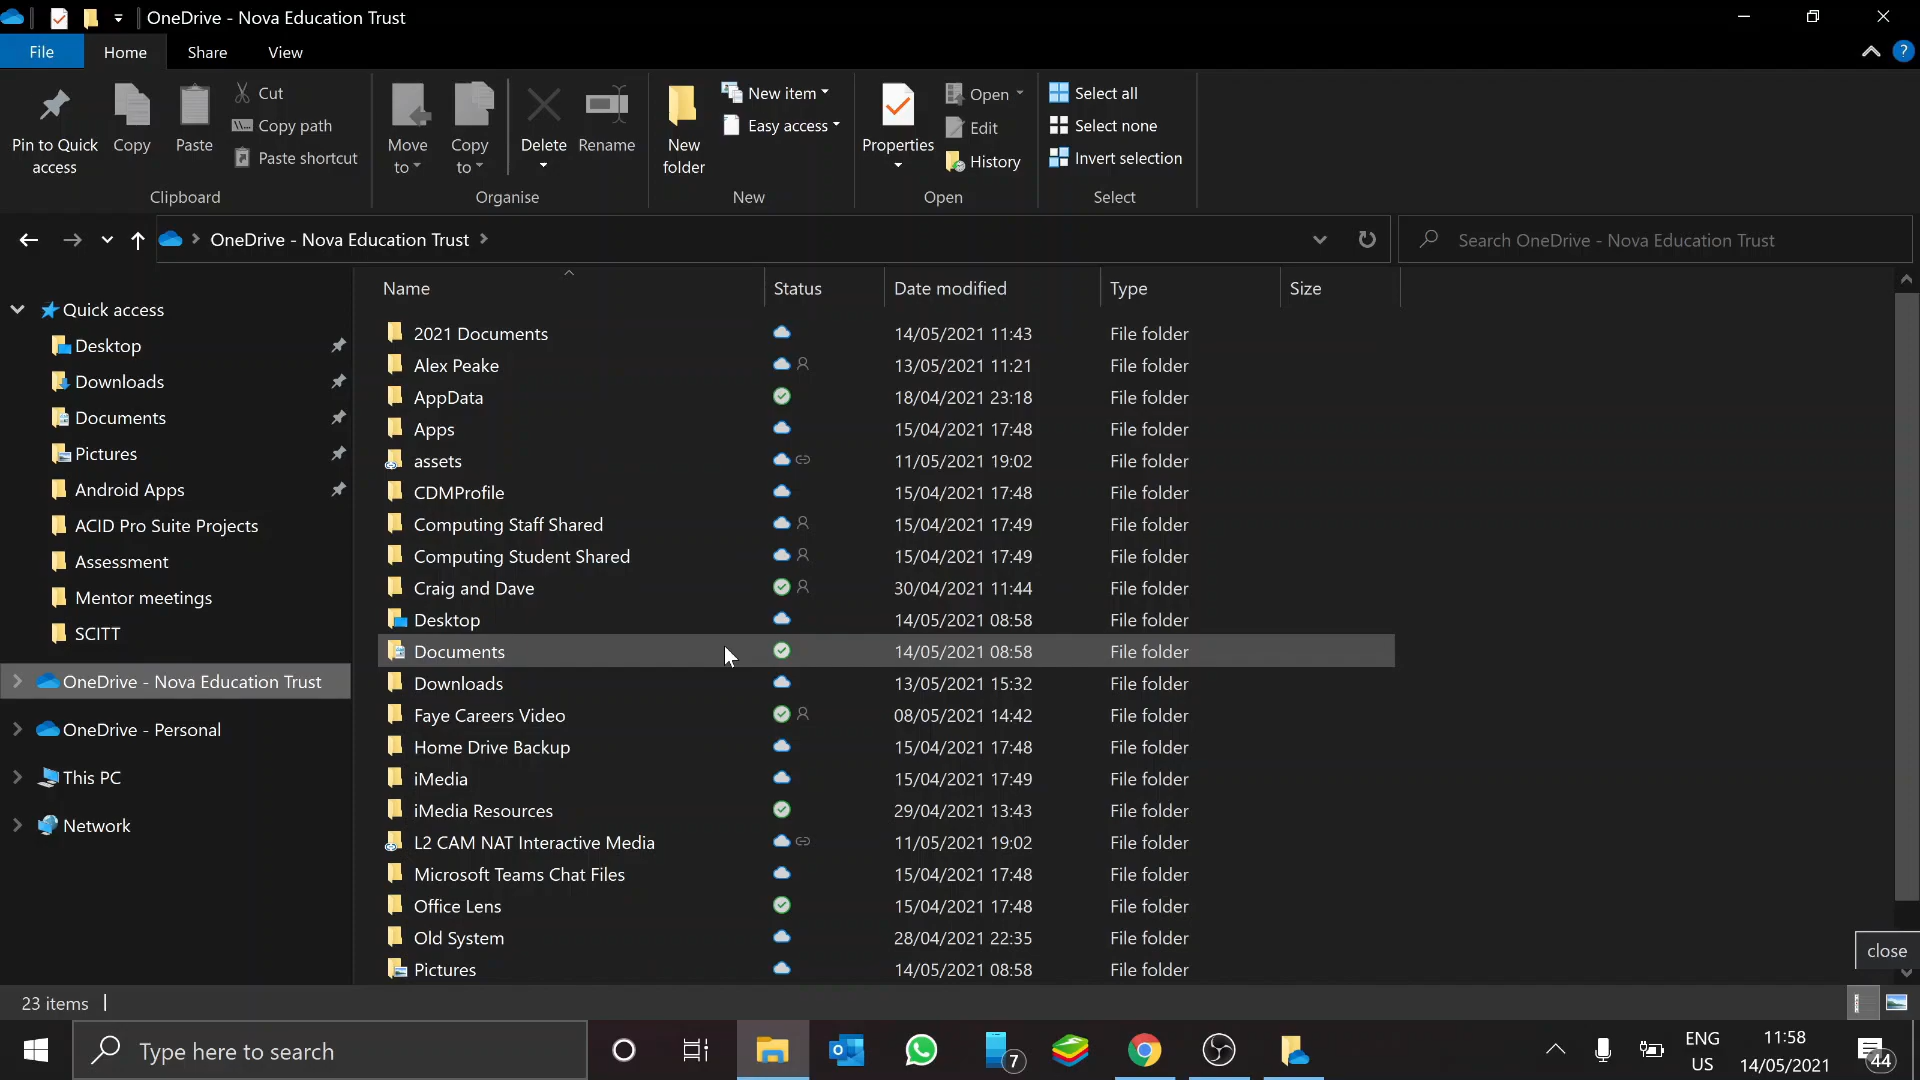 OneDrive - Nova Education Trust
File Home Share View
Pin to Quick access
Copy
Paste
Cut
Copy path
Paste shortcut
Clipboard
Move to
Copy to
Delete
Rename
Organise
New folder
New item
Easy access
New
Properties
Open
Edit
History
Open
Select all
Select none
Invert selection
Select
OneDrive - Nova Education Trust
Search OneDrive - Nova Education Trust
Quick access
Desktop
Downloads
Documents
Pictures
Android Apps
ACID Pro Suite Projects
Assessment
Mentor meetings
SCITT
OneDrive - Nova Education Trust
OneDrive - Personal
This PC
Network
Name Status Date modified Type Size
2021 Documents 14/05/2021 11:43 File folder
Alex Peake 13/05/2021 11:21 File folder
AppData 18/04/2021 23:18 File folder
Apps 15/04/2021 17:48 File folder
assets 11/05/2021 19:02 File folder
CDMProfile 15/04/2021 17:48 File folder
Computing Staff Shared 15/04/2021 17:49 File folder
Computing Student Shared 15/04/2021 17:49 File folder
Craig and Dave 30/04/2021 11:44 File folder
Desktop 14/05/2021 08:58 File folder
Documents 14/05/2021 08:58 File folder
Downloads 13/05/2021 15:32 File folder
Faye Careers Video 08/05/2021 14:42 File folder
Home Drive Backup 15/04/2021 17:48 File folder
iMedia 15/04/2021 17:49 File folder
iMedia Resources 29/04/2021 13:43 File folder
L2 CAM NAT Interactive Media 11/05/2021 19:02 File folder
Microsoft Teams Chat Files 15/04/2021 17:48 File folder
Office Lens 15/04/2021 17:48 File folder
Old System 28/04/2021 22:35 File folder
Pictures 14/05/2021 08:58 File folder
close
23 items
Type here to search
7
ENG
US
11:58
14/05/2021
44